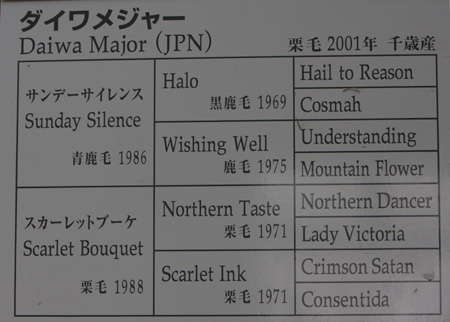 ダイワメジャー
Daiwa Major (JPN) 栗毛 2001年 千歳産
サンデーサイレンス
Sunday Silence
青鹿毛 1986
Halo
黒鹿毛 1969
Hail to Reason
Cosmah
Wishing Well
鹿毛 1975
Understanding
Mountain Flower
スカーレットブーケ
Scarlet Bouquet
栗毛 1988
Northern Taste
栗毛 1971
Northern Dancer
Lady Victoria
Scarlet Ink
栗毛 1971
Crimson Satan
Consentida